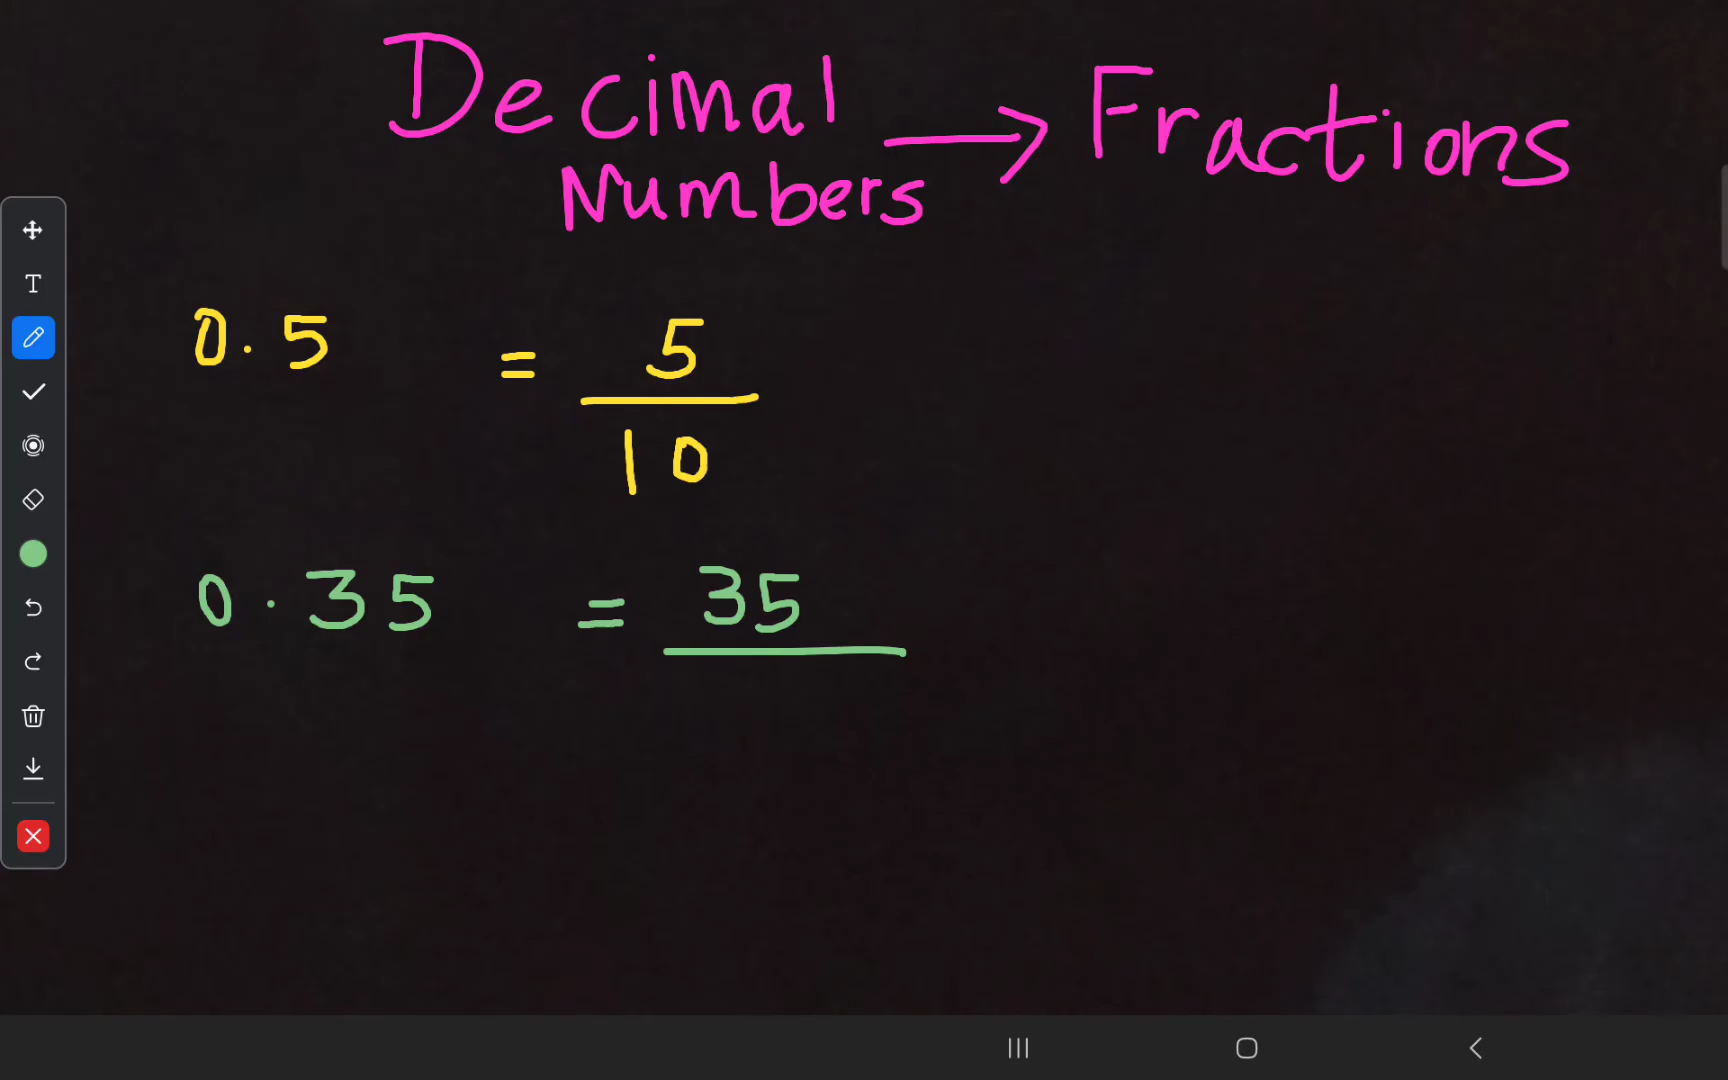 Decimal → Fractions
Numbers
0.5 = 5
10
0.35 = 35
T